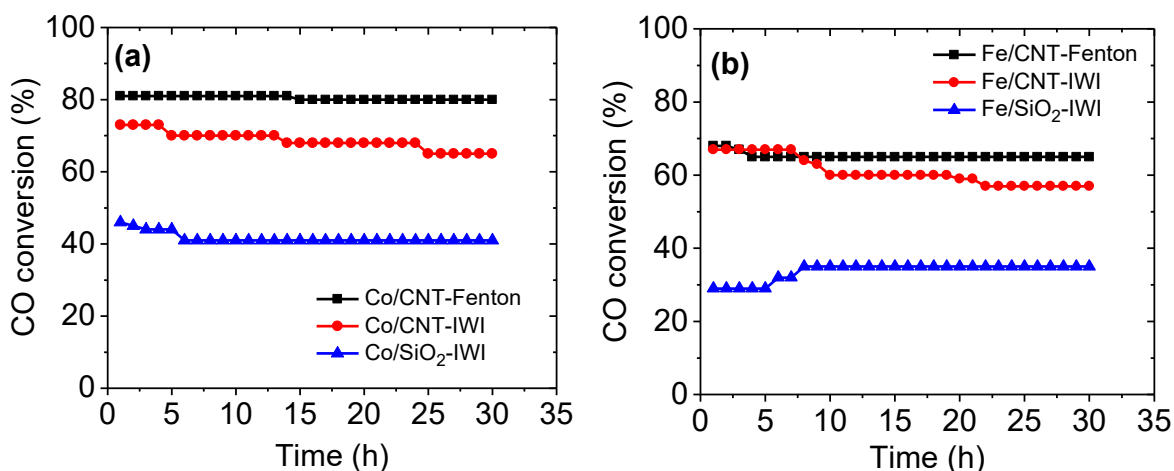 (a)
CO conversion (%)
100
80
60
40
20
0
Co/CNT-Fenton
Co/CNT-IWI
Co/SiO₂-IWI
0 5 10 15 20 25 30 35
Time (h)
(b)
CO conversion (%)
100
80
60
40
20
0
Fe/CNT-Fenton
Fe/CNT-IWI
Fe/SiO₂-IWI
0 5 10 15 20 25 30 35
Time (h)